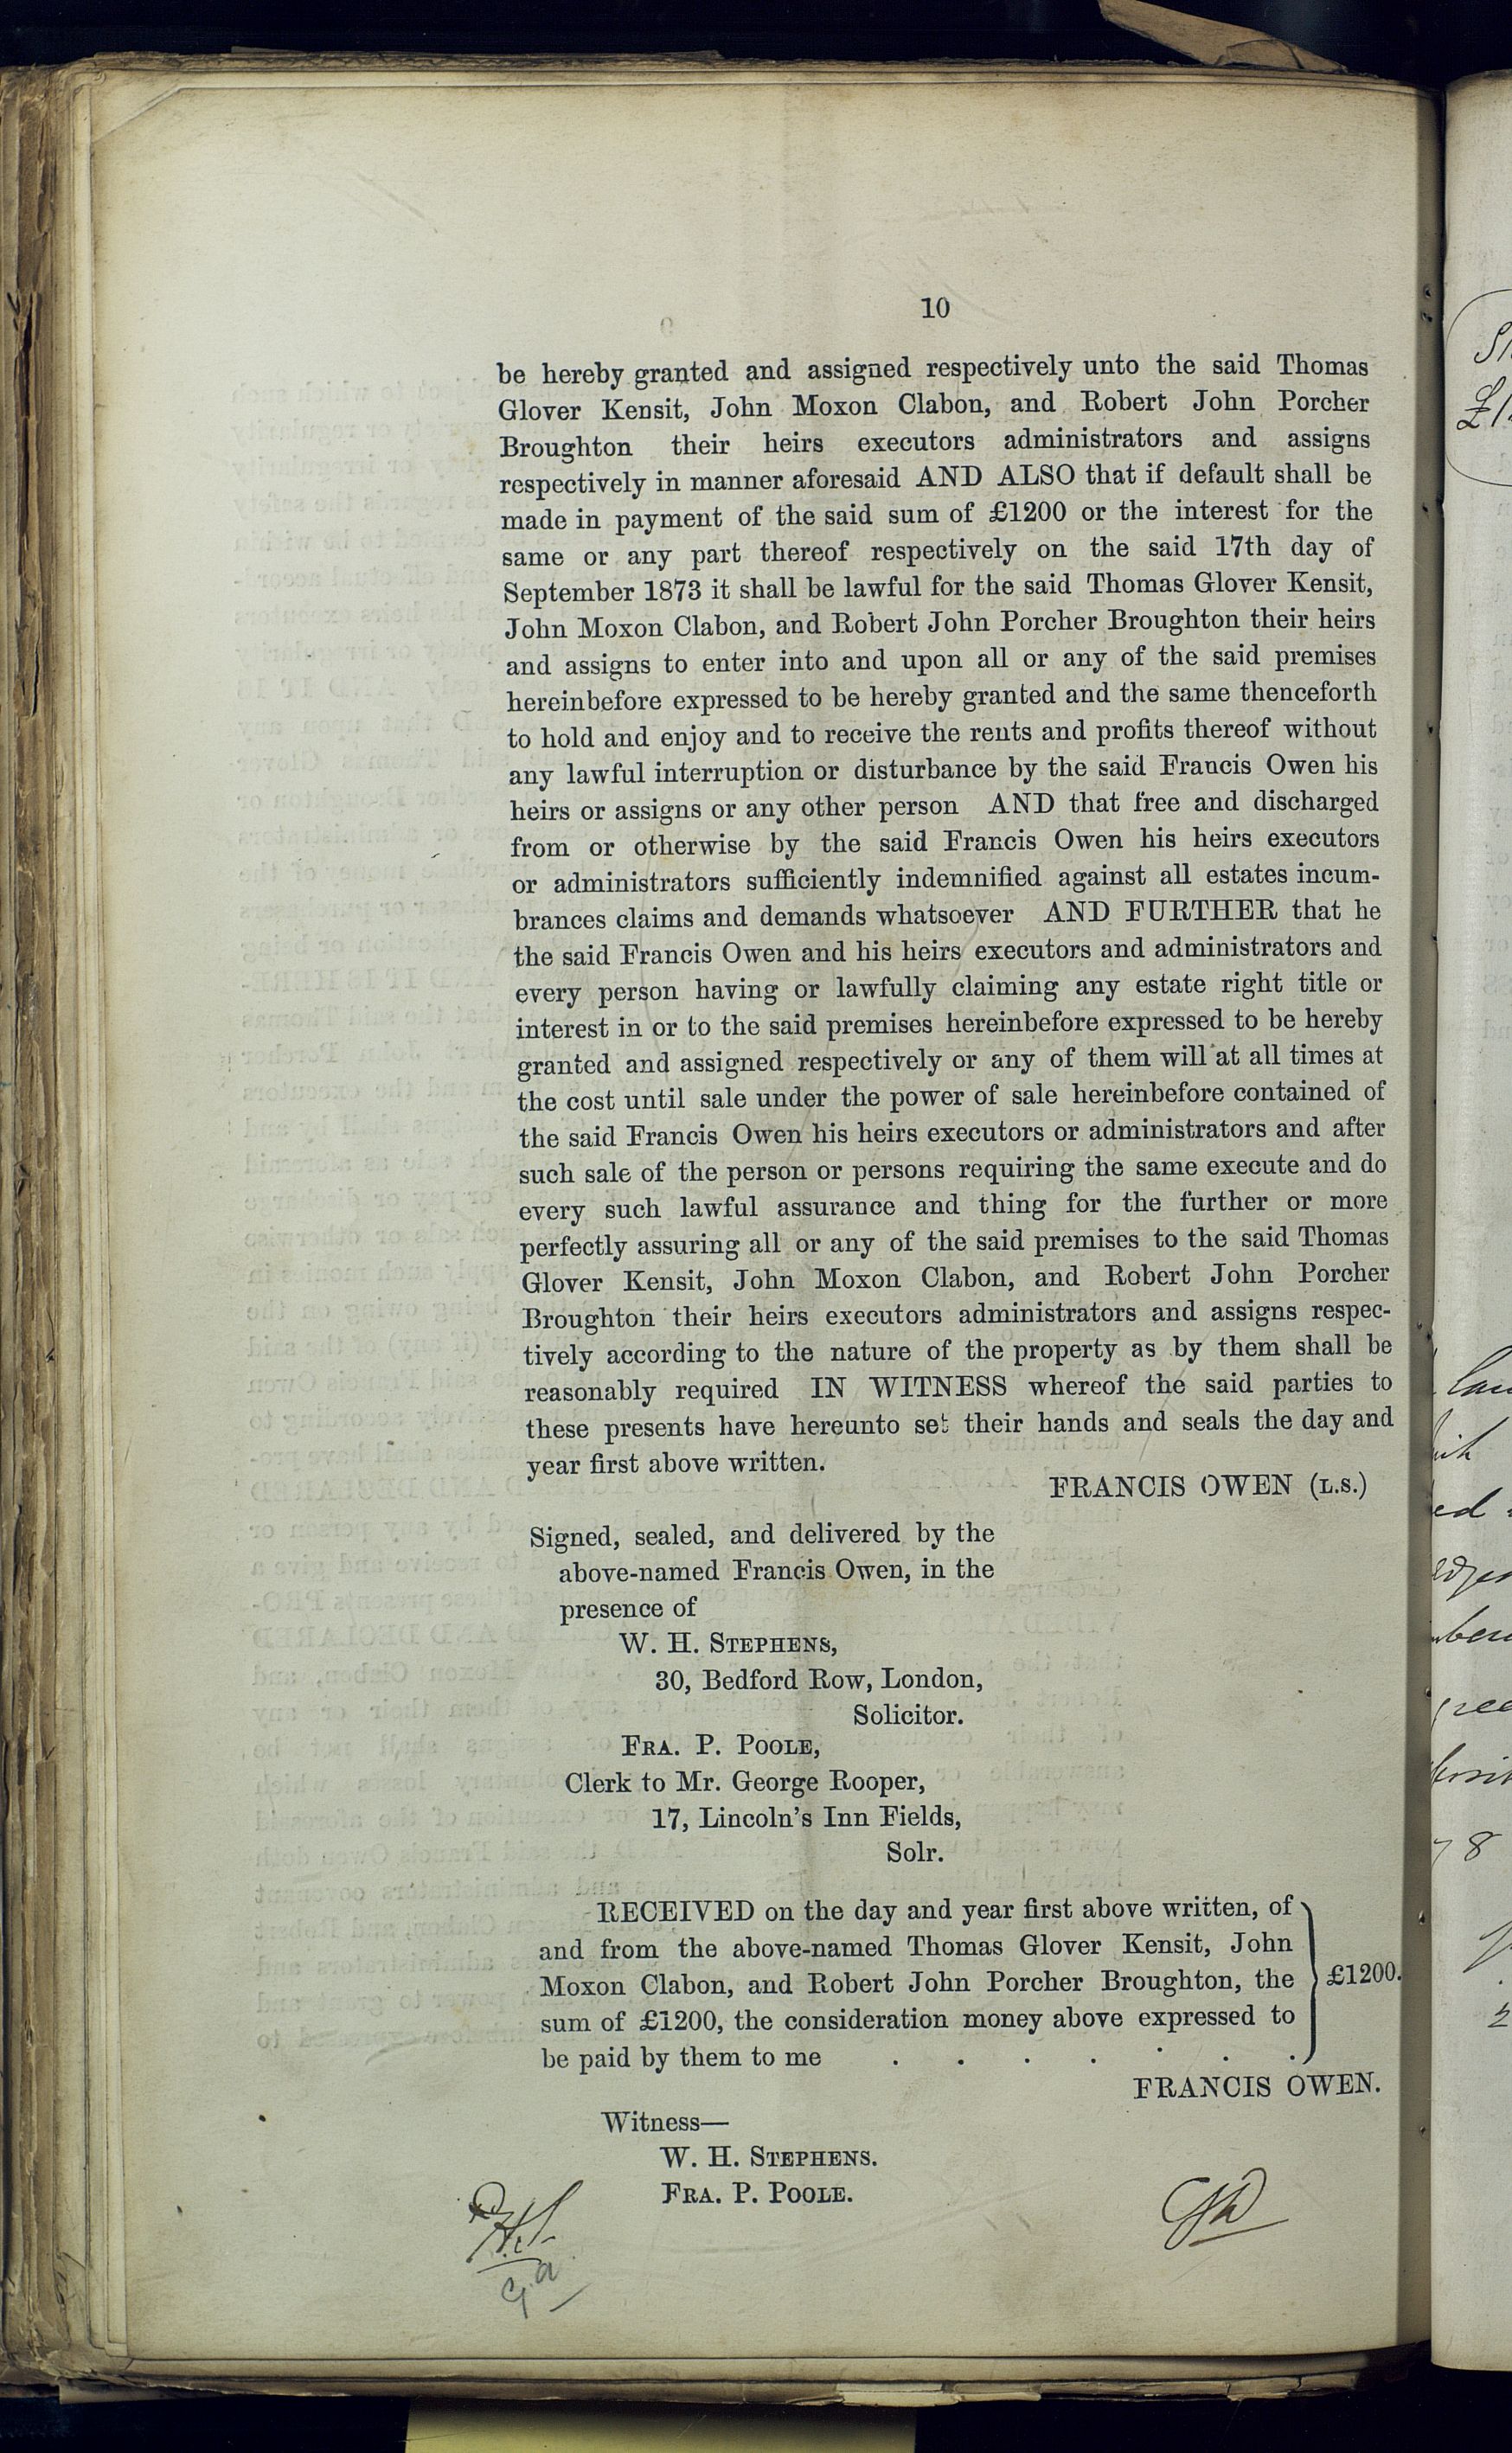 10
be hereby granted and assigned respectively unto the said Thomas
Glover Kensit, John Moxon Clabon, and Robert John Porcher
Broughton their heirs executors administrators and assigns
respectively in manner aforesaid AND ALSO that if default shall be
made in payment of the said sum of £1200 or the interest for the
same or any part thereof respectively on the said 17th day of
September 1873 it shall be lawful for the said Thomas Glover Kensit,
John Moxon Clabon, and Robert John Porcher Broughton their heirs
and assigns to enter into and upon all or any of the said premises
hereinbefore expressed to be hereby granted and the same thenceforth
to hold and enjoy and to receive the rents and profits thereof without
any lawful interruption or disturbance by the said Francis Owen his
heirs or assigns or any other person AND that free and discharged
from or otherwise by the said Francis Owen his heirs executors
or administrators sufficiently indemnified against all estates incum-
brances claims and demands whatsoever AND FURTHER that he
the said Francis Owen and his heirs executors and administrators and
every person having or lawfully claiming any estate right title or
interest in or to the said premises hereinbefore expressed to be hereby
granted and assigned respectively or any of them will at all times at
the cost until sale under the power of sale hereinbefore contained of
the said Francis Owen his heirs executors or administrators and after
such sale of the person or persons requiring the same execute and do
every such lawful assurance and thing for the further or more
perfectly assuring all or any of the said premises to the said Thomas
Glover Kensit, John Moxon Clabon, and Robert John Porcher
Broughton their heirs executors administrators and assigns respec-
tively according to the nature of the property as by them shall be
reasonably required IN WITNESS whereof the said parties to
these presents have hereunto set their hands and seals the day and
year first above written.
FRANCIS OWEN (L.S.)
Signed, sealed, and delivered by the
above-named Francis Owen, in the
presence of
W. H. STEPHENS,
30, Bedford Row, London,
Solicitor.
FRA. P. POOLE,
Clerk to Mr. George Rooper,
17, Lincoln's Inn Fields,
Solr.
RECEIVED on the day and year first above written, of
and from the above-named Thomas Glover Kensit, John
Moxon Clabon, and Robert John Porcher Broughton, the
£1200.
sum of £1200, the consideration money above expressed to
be paid by them to me . . . . . . .
FRANCIS OWEN.
Witness—
W. H. STEPHENS.
FRA. P. POOLE.